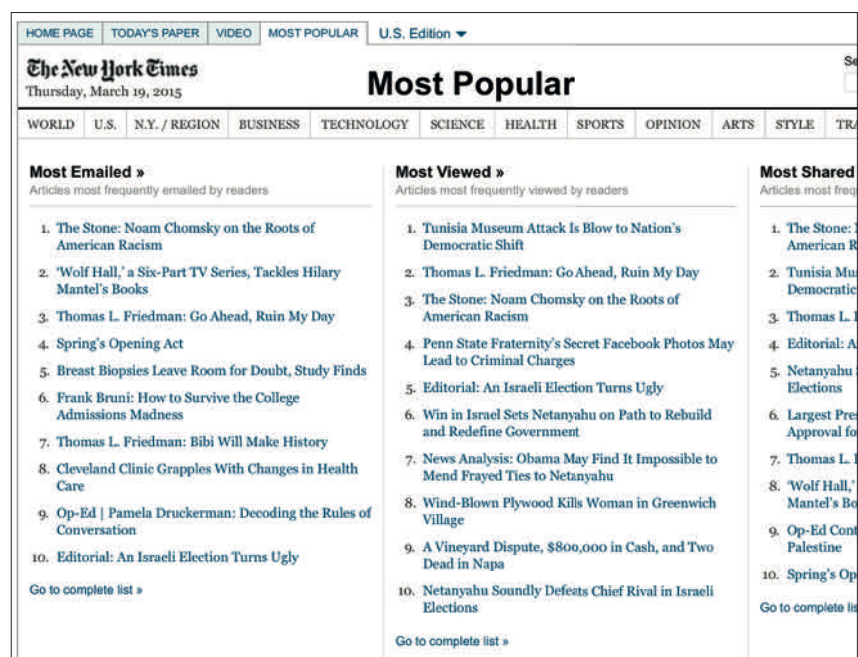 HOME PAGE TODAY'S PAPER VIDEO MOST POPULAR U.S. Edition
The New York Times
Thursday, March 19, 2015
Most Popular
WORLD U.S. N.Y. / REGION BUSINESS TECHNOLOGY SCIENCE HEALTH SPORTS OPINION ARTS STYLE
Most Emailed »
Articles most frequently emailed by readers
1. The Stone: Noam Chomsky on the Roots of
American Racism
2. 'Wolf Hall,' a Six-Part TV Series, Tackles Hilary
Mantel's Books
3. Thomas L. Friedman: Go Ahead, Ruin My Day
4. Spring's Opening Act
5. Breast Biopsies Leave Room for Doubt, Study Finds
6. Frank Bruni: How to Survive the College
Admissions Madness
7. Thomas L. Friedman: Bibi Will Make History
8. Cleveland Clinic Grapples With Changes in Health
Care
9. Op-Ed | Pamela Druckerman: Decoding the Rules of
Conversation
10. Editorial: An Israeli Election Turns Ugly
Go to complete list »
Most Viewed »
Articles most frequently viewed by readers
1. Tunisia Museum Attack Is Blow to Nation's
Democratic Shift
2. Thomas L. Friedman: Go Ahead, Ruin My Day
3. The Stone: Noam Chomsky on the Roots of
American Racism
4. Penn State Fraternity's Secret Facebook Photos May
Lead to Criminal Charges
5. Editorial: An Israeli Election Turns Ugly
6. Win in Israel Sets Netanyahu on Path to Rebuild
and Redefine Government
7. News Analysis: Obama May Find It Impossible to
Mend Frayed Ties to Netanyahu
8. Wind-Blown Plywood Kills Woman in Greenwich
Village
9. A Vineyard Dispute, $800,000 in Cash, and Two
Dead in Napa
10. Netanyahu Soundly Defeats Chief Rival in Israeli
Elections
Go to complete list »
Most Shared
Articles most
1. The Stone:
American
2. Tunisia
Democratic
3. Thomas L.
4. Editorial:
5. Netanyahu
Elections
6. Largest
Approval
7. Thomas L.
8. 'Wolf Hall,'
Mantel's
9. Op-Ed
Palestine
10. Spring's
Go to complete